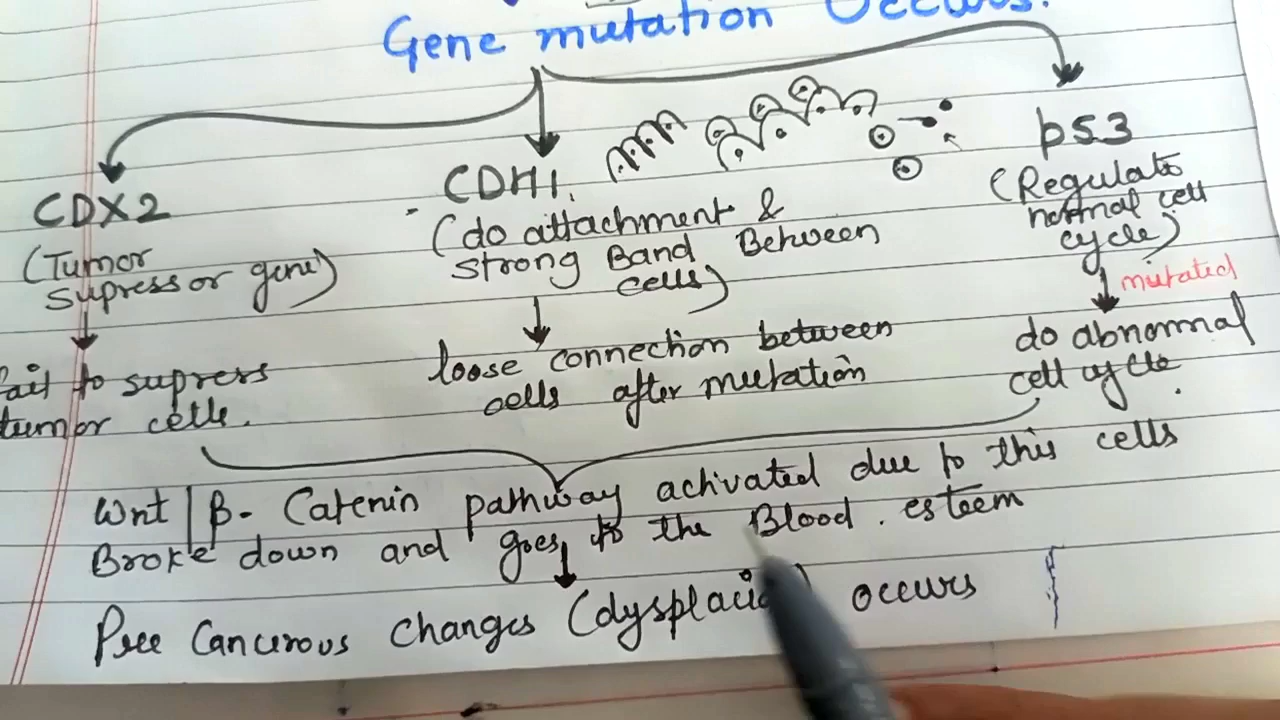 Gene mutation Occurs.
CDX2
(Tumor
supressor gene)
fail to supress
tumor cells.
CDH1
(do attachment &
strong Band Between
cells)
loose connection between
cells after mutation
p53
(Regulate
normal cell
cycle)
mutated
do abnormal
cell cycle.
Wnt|β- Catenin pathway activated due to this cells
Broke down and goes to the Blood. esteem
Pree Cancerous changes (dysplacia) occurs